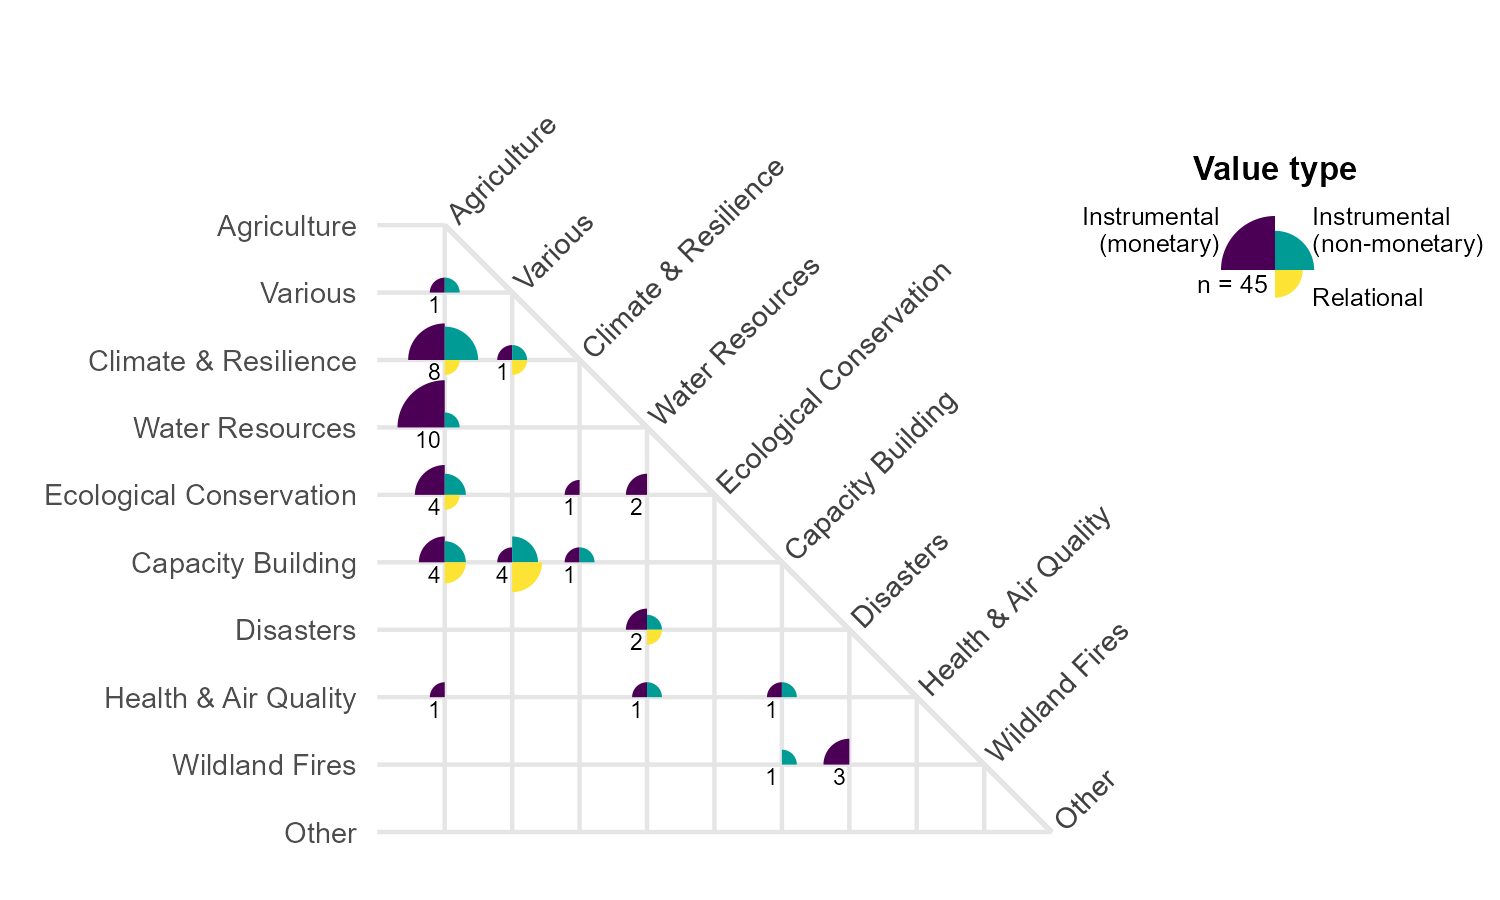 Value type
Instrumental
(monetary)
Instrumental
(non-monetary)
n = 45
Relational
Agriculture
Various
Climate & Resilience
Water Resources
Ecological Conservation
Capacity Building
Disasters
Health & Air Quality
Wildland Fires
Other
Agriculture
Various
1
Climate & Resilience
8 1
Water Resources
10
Ecological Conservation
4 1 2
Capacity Building
4 4 1
Disasters
2
Health & Air Quality
1 1 1
Wildland Fires
1 3
Other